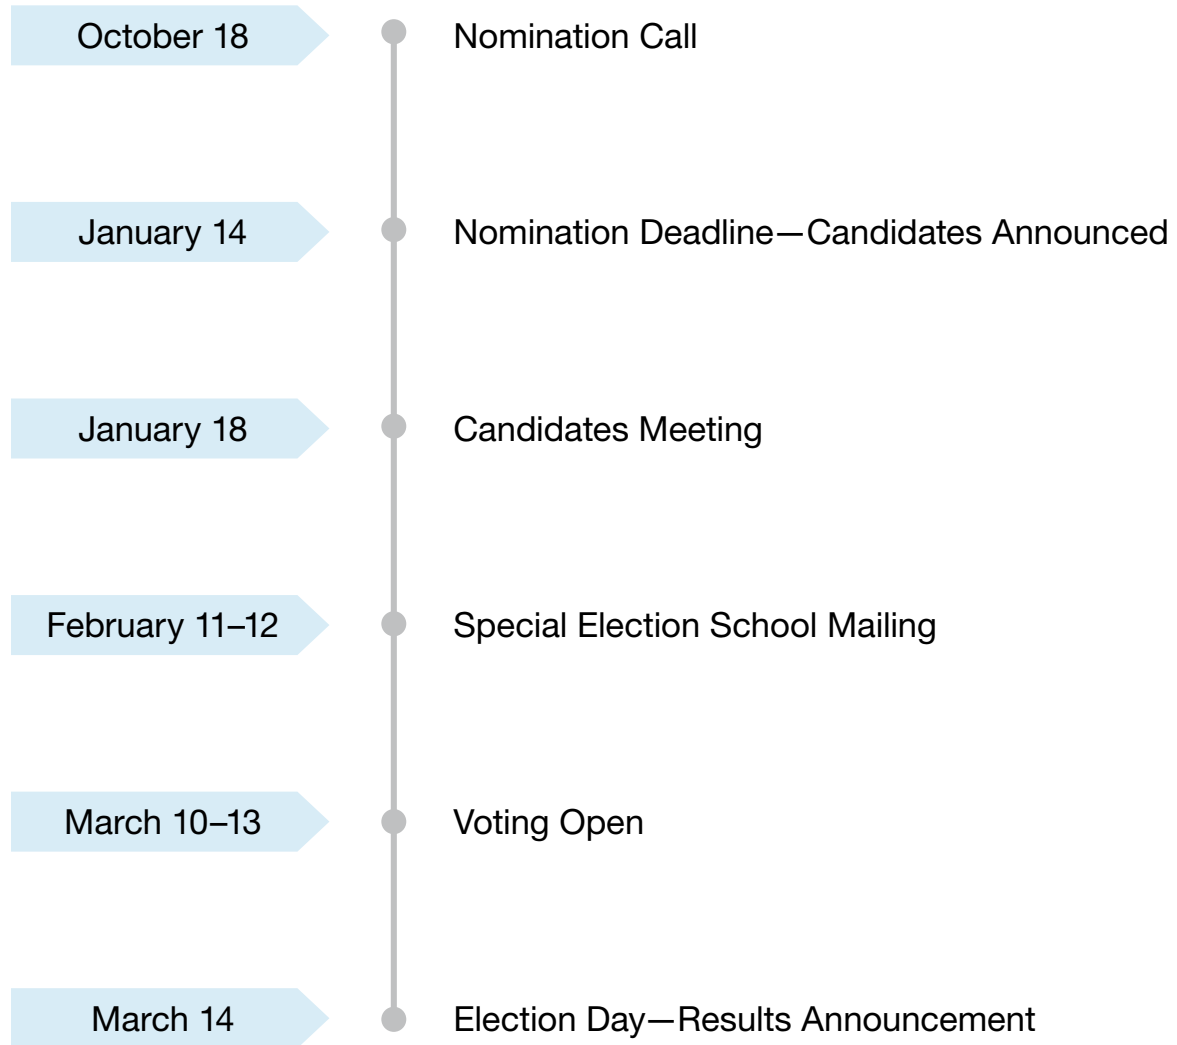 October 18
Nomination Call
January 14
Nomination Deadline—Candidates Announced
January 18
Candidates Meeting
February 11–12
Special Election School Mailing
March 10–13
Voting Open
March 14
Election Day—Results Announcement